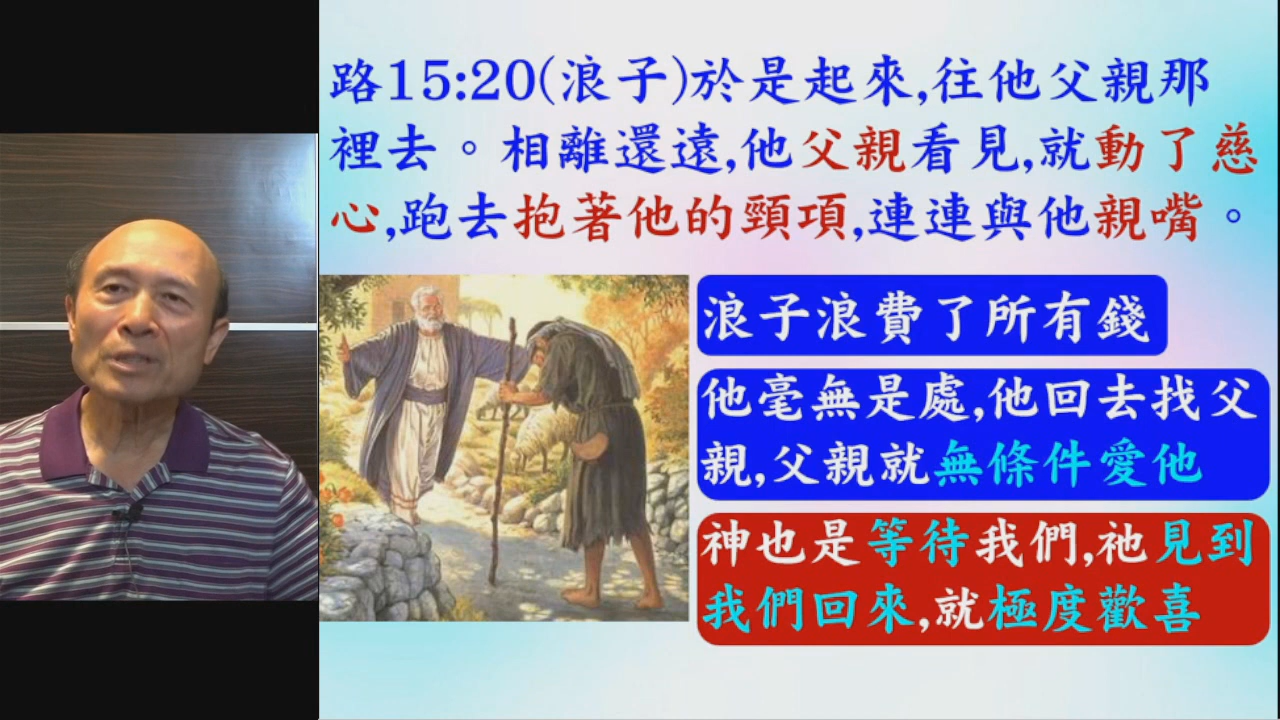 路15:20(浪子)於是起來,往他父親那
裡去。相離還遠,他父親看見,就動了慈
心,跑去抱著他的頸項,連連與他親嘴。
浪子浪費了所有錢
他毫無是處,他回去找父
親,父親就無條件愛他
神也是等待我們,祂見到
我們回來,就極度歡喜